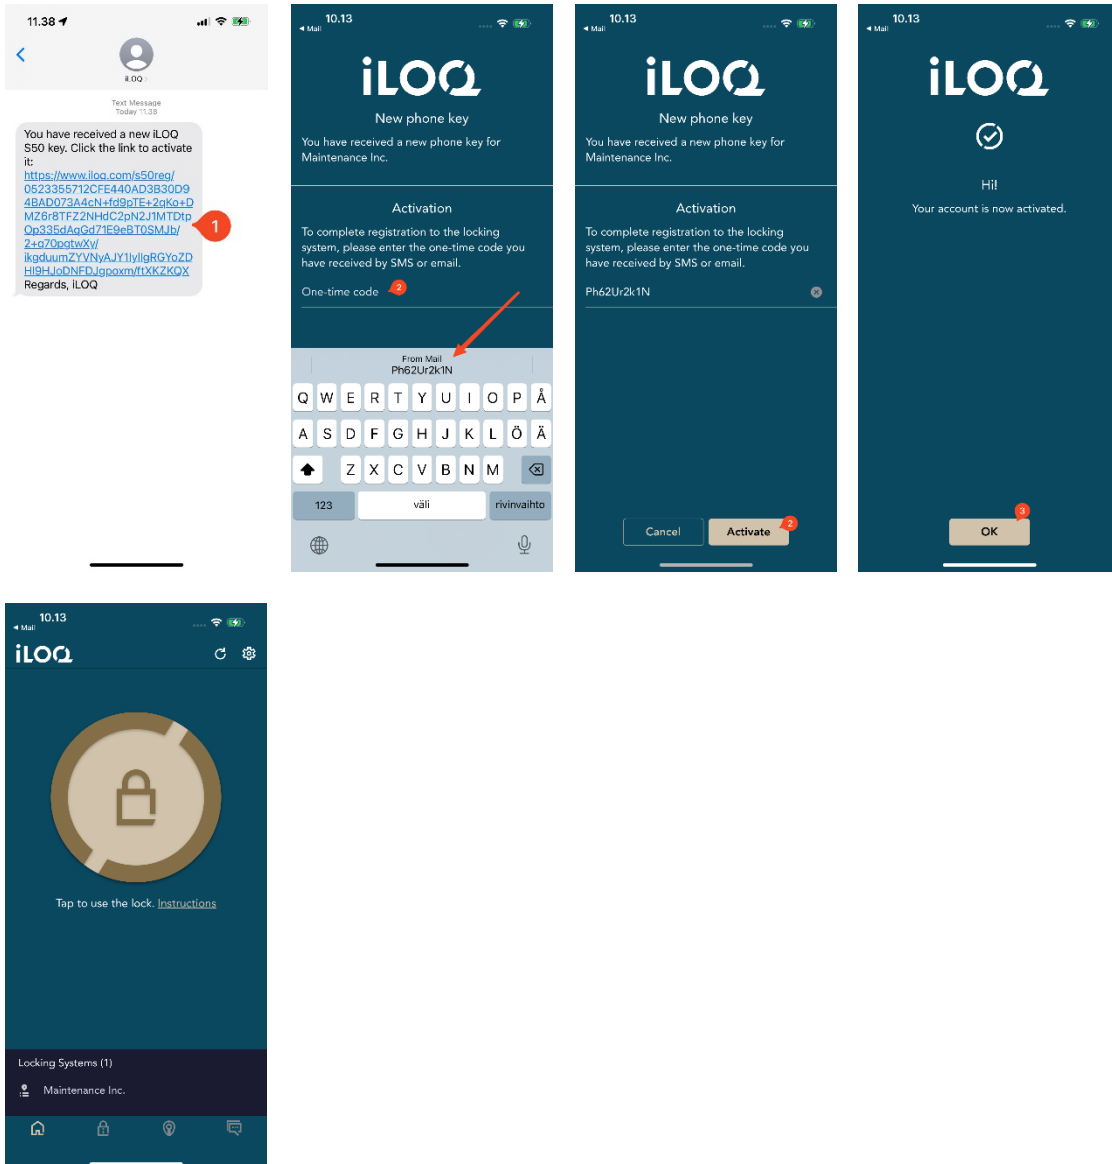 11.38
iLOQ
Text Message
Today 11.38
You have received a new iLOQ
S50 key. Click the link to activate
it:
https://www.iloq.com/s50reg/
0523355712CFE440AD3B30D9
4BAD073A4cN+fd9pTE+2qKo+D
MZ6r8TFZ2NHdC2pN2J1MTDtp
Op335dAqGd71E9eBT0SMJb/
2+q70pqtwXy/
ikgduumZYVNyAJY1IylIgRGYoZD
HI9HJoDNFDJgpoxm/ftXKZKQX
Regards, iLOQ
1
10.13
Mail
iLOQ
New phone key
You have received a new phone key for
Maintenance Inc.
Activation
To complete registration to the locking
system, please enter the one-time code you
have received by SMS or email.
One-time code
2
From Mail
Ph62Ur2k1N
Q W E R T Y U I O P Å
A S D F G H J K L Ö Ä
Z X C V B N M
123 väli rivinvaihto
10.13
Mail
iLOQ
New phone key
You have received a new phone key for
Maintenance Inc.
Activation
To complete registration to the locking
system, please enter the one-time code you
have received by SMS or email.
Ph62Ur2k1N
Cancel Activate 2
10.13
Mail
iLOQ
Hi!
Your account is now activated.
3
OK
10.13
Mail
iLOQ
Tap to use the lock. Instructions
Locking Systems (1)
Maintenance Inc.